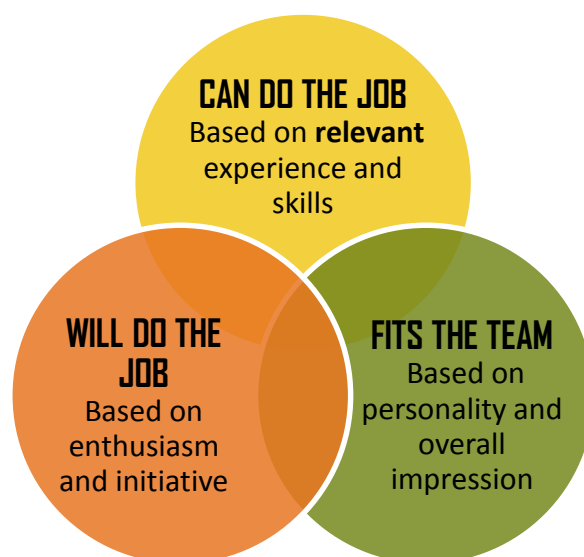 CAN DO THE JOB
Based on relevant
experience and
skills
WILL DO THE
JOB
Based on
enthusiasm
and initiative
FITS THE TEAM
Based on
personality and
overall
impression